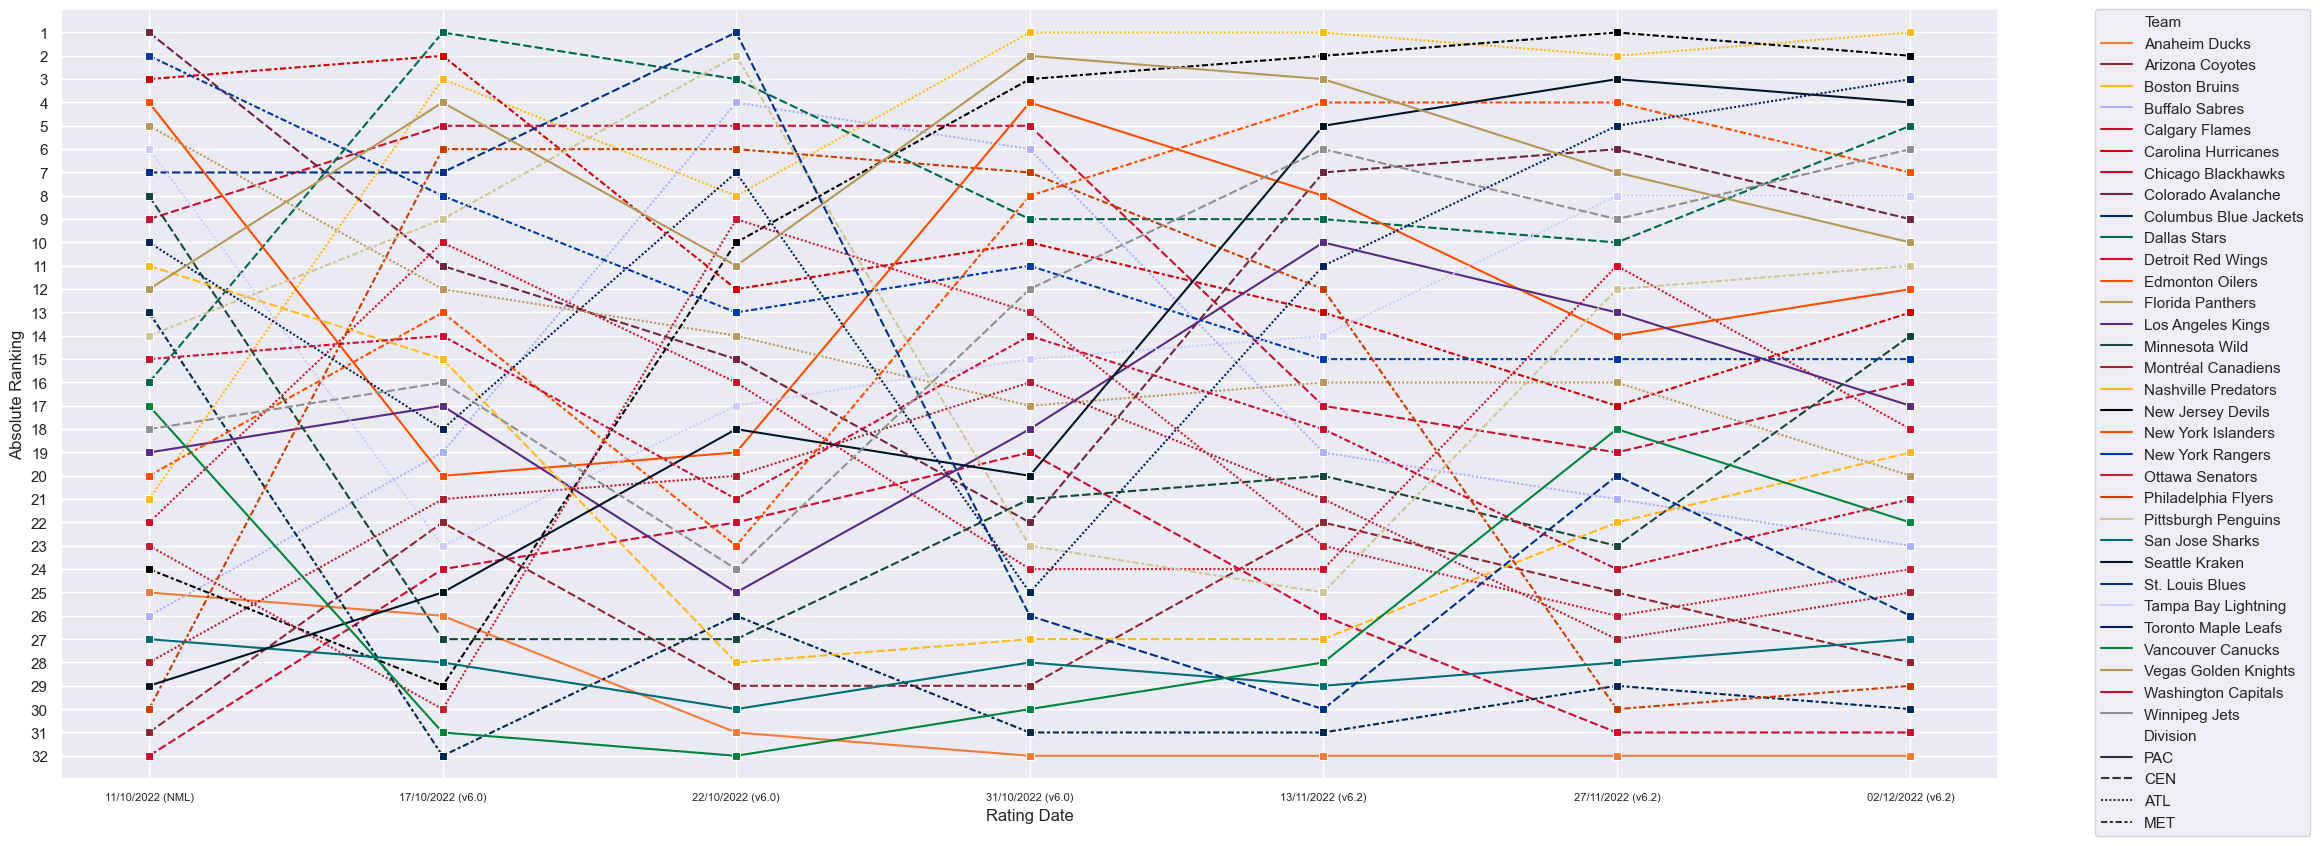 Absolute Ranking
1
2
3
4
5
6
7
8
9
10
11
12
13
14
15
16
17
18
19
20
21
22
23
24
25
26
27
28
29
30
31
32
11/10/2022 (NML) 17/10/2022 (v6.0) 22/10/2022 (v6.0) 31/10/2022 (v6.0) 13/11/2022 (v6.2) 27/11/2022 (v6.2) 02/12/2022 (v6.2)
Rating Date
Team
Anaheim Ducks
Arizona Coyotes
Boston Bruins
Buffalo Sabres
Calgary Flames
Carolina Hurricanes
Chicago Blackhawks
Colorado Avalanche
Columbus Blue Jackets
Dallas Stars
Detroit Red Wings
Edmonton Oilers
Florida Panthers
Los Angeles Kings
Minnesota Wild
Montréal Canadiens
Nashville Predators
New Jersey Devils
New York Islanders
New York Rangers
Ottawa Senators
Philadelphia Flyers
Pittsburgh Penguins
San Jose Sharks
Seattle Kraken
St. Louis Blues
Tampa Bay Lightning
Toronto Maple Leafs
Vancouver Canucks
Vegas Golden Knights
Washington Capitals
Winnipeg Jets
Division
PAC
CEN
ATL
MET